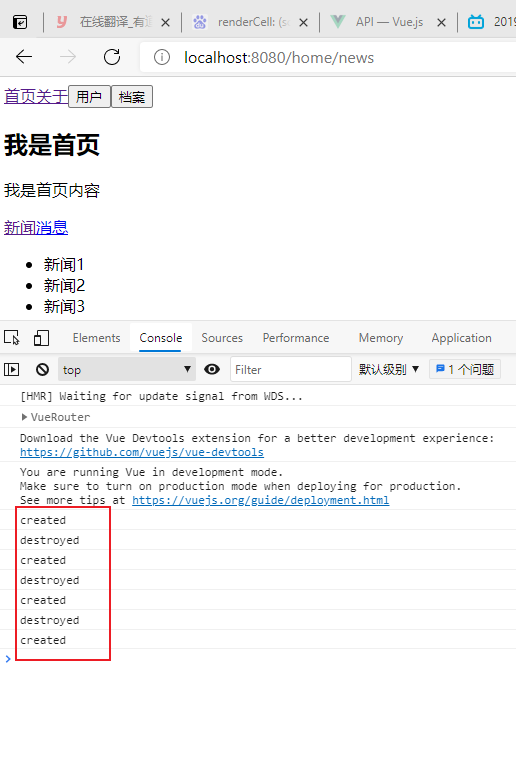 在线翻译_有道
renderCell: (se
API — Vue.js
2019
localhost:8080/home/news
首页关于 用户 档案
我是首页
我是首页内容
新闻消息
新闻1
新闻2
新闻3
Elements Console Sources Performance Memory Application
top Filter 默认级别 1 个问题
[HMR] Waiting for update signal from WDS...
VueRouter
Download the Vue Devtools extension for a better development experience:
https://github.com/vuejs/vue-devtools
You are running Vue in development mode.
Make sure to turn on production mode when deploying for production.
See more tips at https://vuejs.org/guide/deployment.html
created
destroyed
created
destroyed
created
destroyed
created